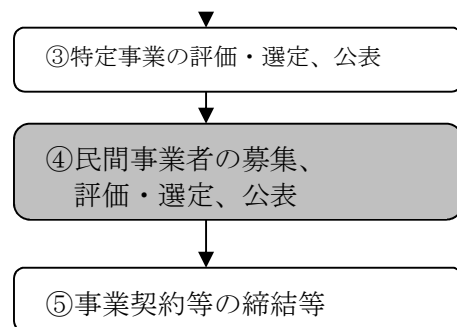 ③特定事業の評価・選定、公表
④民間事業者の募集、
評価・選定、公表
⑤事業契約等の締結等